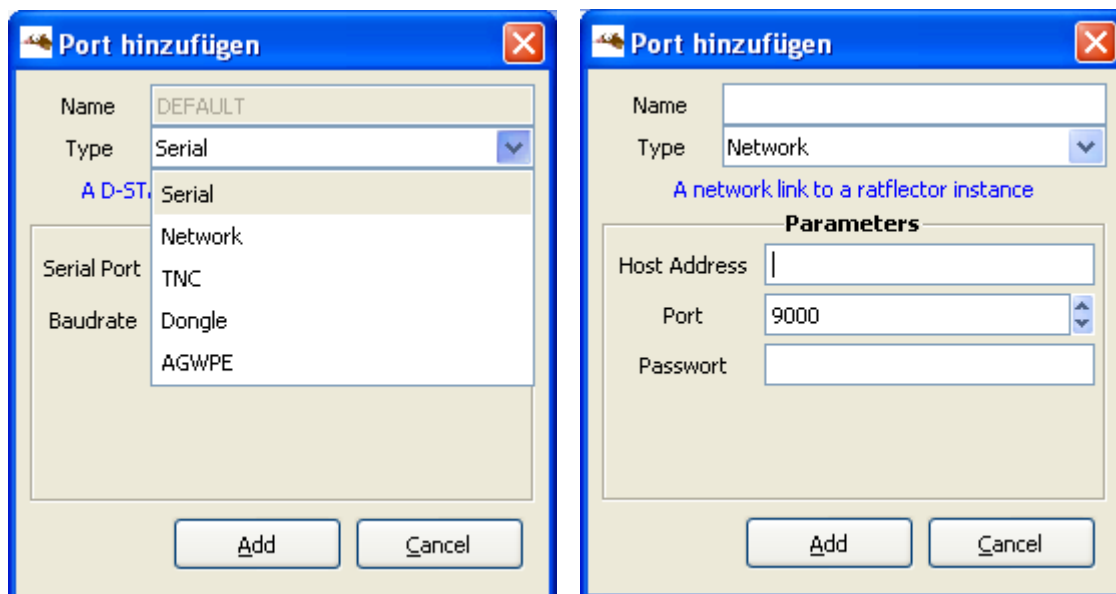 Port hinzufügen
Name DEFAULT
Type Serial
A D-ST
Serial
Network
TNC
Dongle
AGWPE
Serial Port
Baudrate
Add Cancel
Port hinzufügen
Name
Type Network
A network link to a ratflector instance
Parameters
Host Address
Port 9000
Passwort
Add Cancel